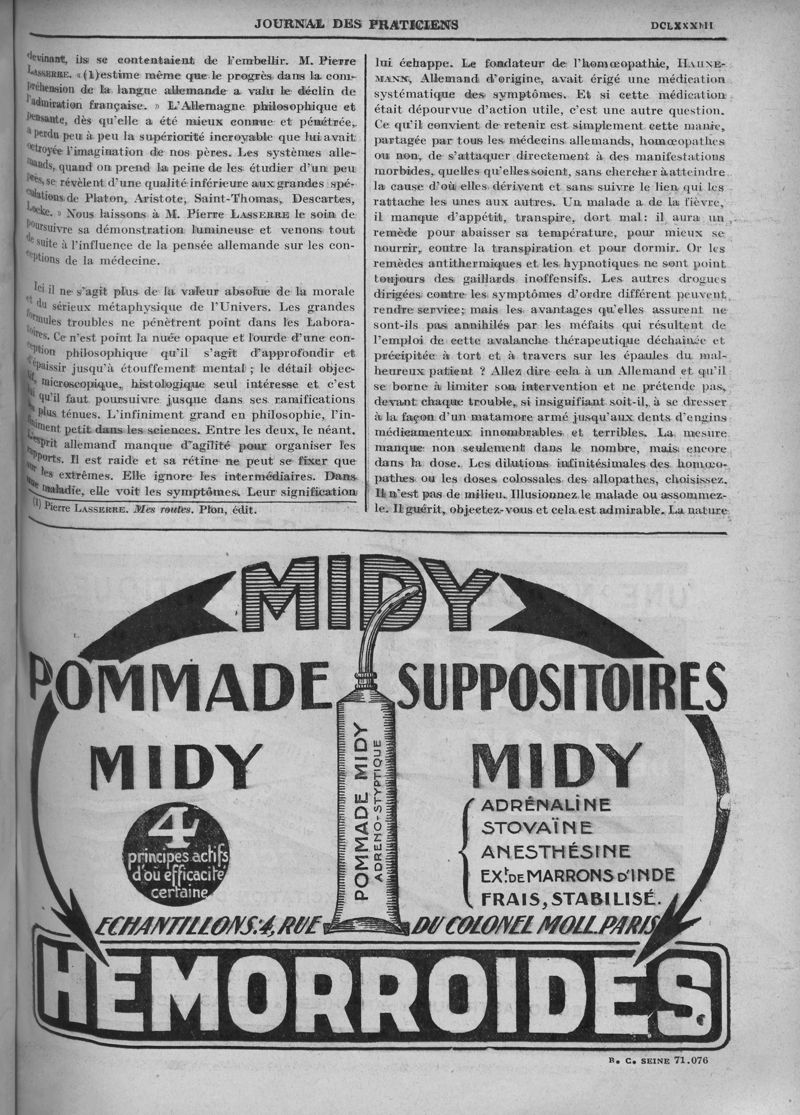 JOURNAL DES PRATICIENS
DCLXXXIII
devinant, ils se contentaient de l'embellir. M. Pierre
LASSERRE. « (1) estime même que le progrès dans la com-
préhension de la langue allemande a valu le déclin de
l'admiration française. » L'Allemagne philosophique et
pensante, dès qu'elle a été mieux connue et pénétrée,
a perdu peu à peu la supériorité incroyable que lui avait
octroyée l'imagination de nos pères. Les systèmes alle-
mands, quand on prend la peine de les étudier d'un peu
près, se révèlent d'une qualité inférieure aux grandes spé-
culations de Platon, Aristote, Saint-Thomas, Descartes,
Locke. » Nous laissons à M. Pierre LASSERRE le soin de
poursuivre sa démonstration lumineuse et venons tout
de suite à l'influence de la pensée allemande sur les con-
ceptions de la médecine.
Ici il ne s'agit plus de la valeur absolue de la morale
et du sérieux métaphysique de l'Univers. Les grandes
formules troubles ne pénètrent point dans les Labora-
toires. Ce n'est point la nuée opaque et lourde d'une con-
ception philosophique qu'il s'agit d'approfondir et
d'épaissir jusqu'à étouffement mental ; le détail objec-
tif, microscopique, histologique seul intéresse et c'est
lui qu'il faut poursuivre jusque dans ses ramifications
les plus ténues. L'infiniment grand en philosophie, l'in-
finiment petit dans les sciences. Entre les deux, le néant.
L'esprit allemand manque d'agilité pour organiser les
rapports. Il est raide et sa rétine ne peut se fixer que
sur les extrêmes. Elle ignore les intermédiaires. Dans
une maladie, elle voit les symptômes. Leur signification
(1) Pierre LASSERRE. Mes routes. Plon, édit.
lui échappe. Le fondateur de l'homœopathie, HAHNE-
MANN, Allemand d'origine, avait érigé une médication
systématique des symptômes. Et si cette médication
était dépourvue d'action utile, c'est une autre question.
Ce qu'il convient de retenir est simplement cette manie,
partagée par tous les médecins allemands, homœopathes
ou non, de s'attaquer directement à des manifestations
morbides, quelles qu'elles soient, sans chercher à atteindre
la cause d'où elles dérivent et sans suivre le lien qui les
rattache les unes aux autres. Un malade a de la fièvre,
il manque d'appétit, transpire, dort mal: il aura un
remède pour abaisser sa température, pour mieux se
nourrir, contre la transpiration et pour dormir. Or les
remèdes antithermiques et les hypnotiques ne sont point
toujours des gaillards inoffensifs. Les autres drogues
dirigées contre les symptômes d'ordre différent peuvent
rendre service; mais les avantages qu'elles assurent ne
sont-ils pas annihilés par les méfaits qui résultent de
l'emploi de cette avalanche thérapeutique déchaînée et
précipitée à tort et à travers sur les épaules du mal-
heureux patient ? Allez dire cela à un Allemand et qu'il
se borne à limiter son intervention et ne prétende pas,
devant chaque trouble, si insignifiant soit-il, à se dresser
à la façon d'un matamore armé jusqu'aux dents d'engins
médicamenteux innombrables et terribles. La mesure
manque non seulement dans le nombre, mais encore
dans la dose. Les dilutions infinitésimales des homœo-
pathes ou les doses colossales des allopathes, choisissez.
Il n'est pas de milieu. Illusionnez le malade ou assommez-
le. Il guérit, objectez-vous et cela est admirable. La nature
MIDY
POMMADE
SUPPOSITOIRES
MIDY
MIDY
4
principes actifs
d'où efficacité
certaine
POMMADE MIDY
ADRENO-STYPTIQUE
ADRÉNALINE
STOVAÏNE
ANESTHÉSINE
EXt. DE MARRONS D'INDE
FRAIS, STABILISÉ.
ECHANTILLONS: 4, RUE DU COLONEL MOLL. PARIS
HÉMORROIDES.
R. C. SEINE 71.076